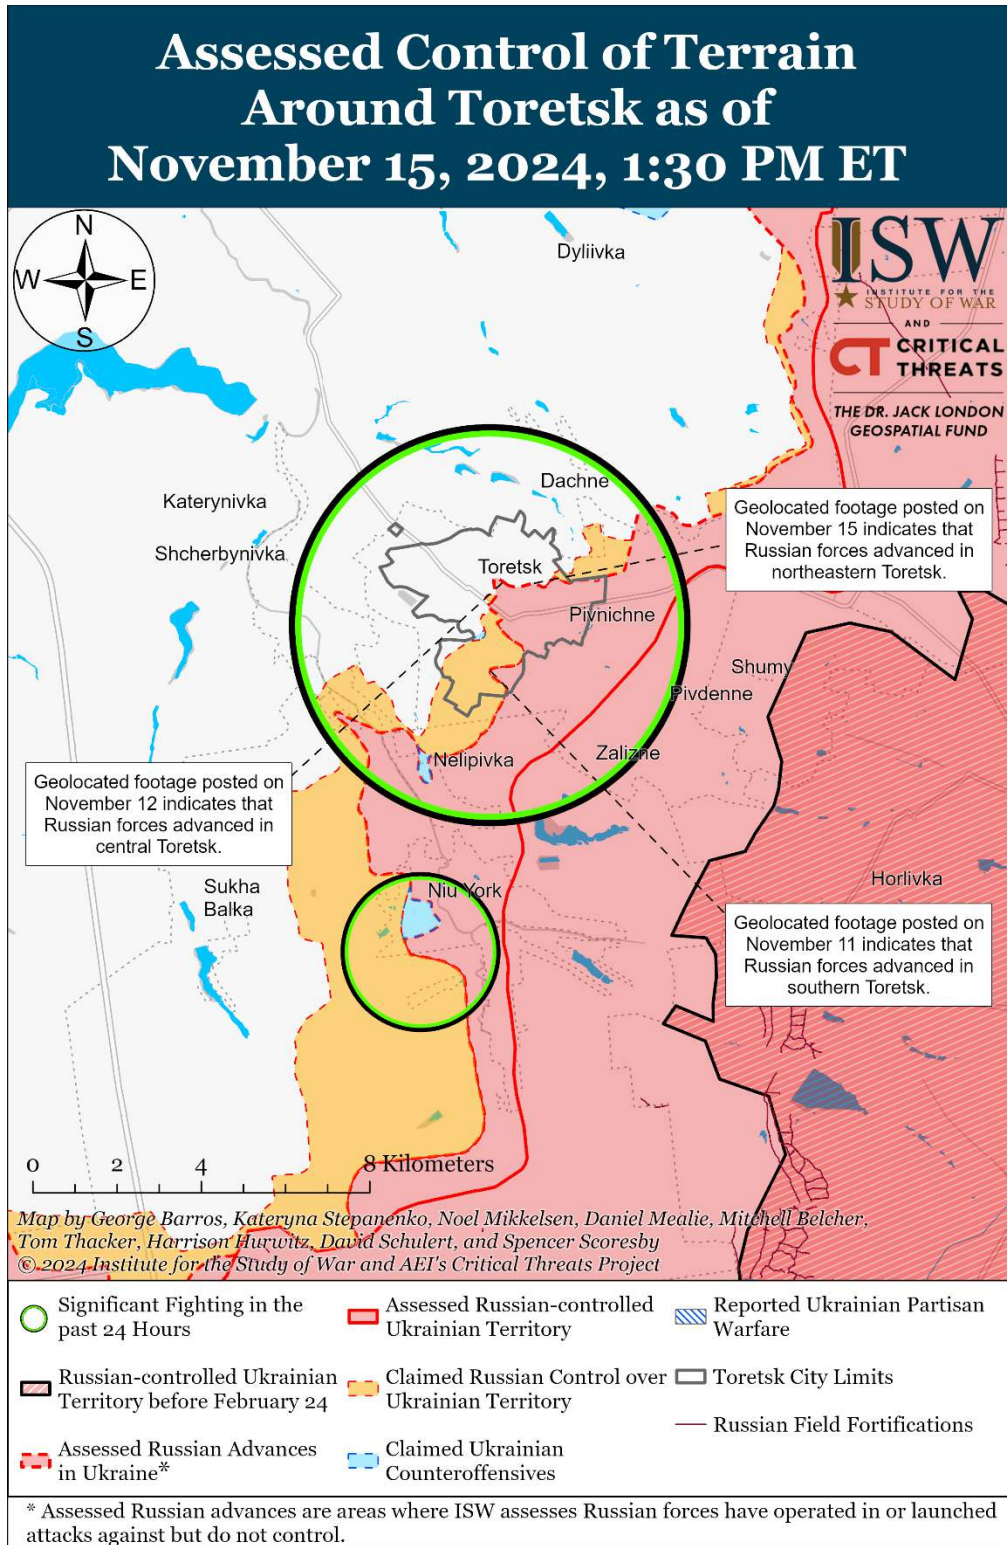 Assessed Control of Terrain
Around Toretsk as of
November 15, 2024, 1:30 PM ET
N
W
E
S
Dyliivka
ISW
INSTITUTE FOR THE
STUDY OF WAR
AND
CT CRITICAL
THREATS
THE DR. JACK LONDON
GEOSPATIAL FUND
Katerynivka
Dachne
Shcherbynivka
Toretsk
Geolocated footage posted on
November 15 indicates that
Russian forces advanced in
northeastern Toretsk.
Pivnichne
Shumy
Pivdenne
Nelipivka
Zalizne
Geolocated footage posted on
November 12 indicates that
Russian forces advanced in
central Toretsk.
Sukha
Balka
Niu York
Horlivka
Geolocated footage posted on
November 11 indicates that
Russian forces advanced in
southern Toretsk.
0 2 4 8 Kilometers
Map by George Barros, Kateryna Stepanenko, Noel Mikkelsen, Daniel Mealie, Mitchell Belcher,
Tom Thacker, Harrison Hurwitz, David Schulert, and Spencer Scoresby
© 2024 Institute for the Study of War and AEI's Critical Threats Project
Significant Fighting in the
past 24 Hours
Russian-controlled Ukrainian
Territory before February 24
Assessed Russian Advances
in Ukraine*
Assessed Russian-controlled
Ukrainian Territory
Claimed Russian Control over
Ukrainian Territory
Claimed Ukrainian
Counteroffensives
Reported Ukrainian Partisan
Warfare
Toretsk City Limits
Russian Field Fortifications
* Assessed Russian advances are areas where ISW assesses Russian forces have operated in or launched
attacks against but do not control.